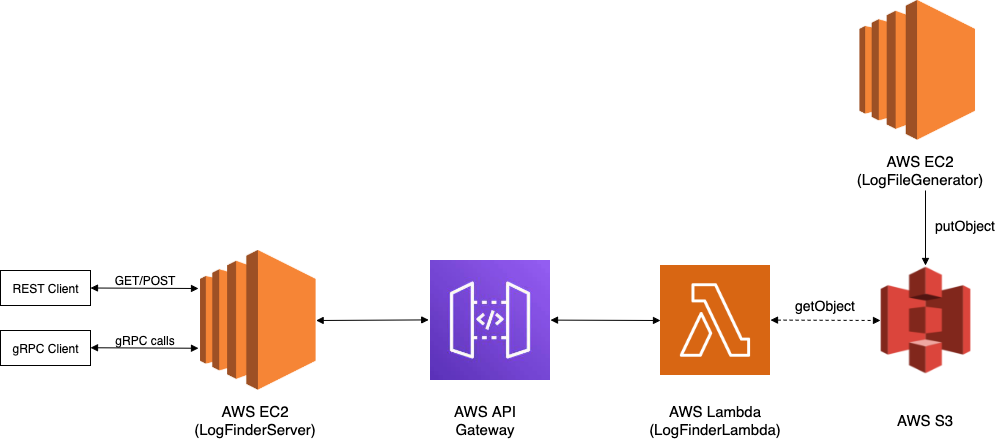 AWS EC2
(LogFileGenerator)
putObject
REST Client
GET/POST
gRPC Client
gRPC calls
</>
getObject
AWS EC2
(LogFinderServer)
AWS API
Gateway
AWS Lambda
(LogFinderLambda)
AWS S3